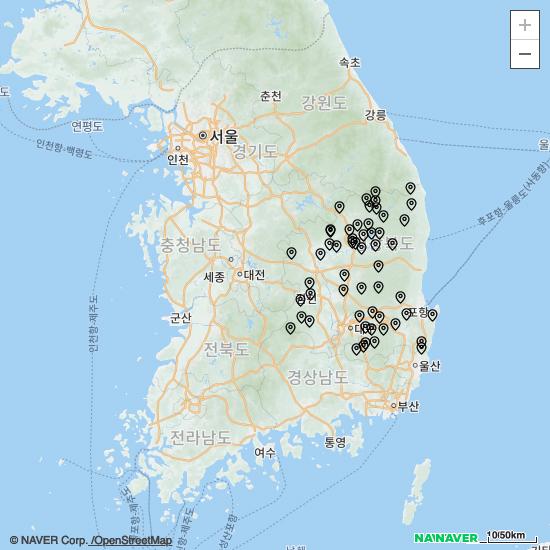 +
−
속초
춘천
강원도
강릉
연평도
서울
인천항-백령도
인천
경기도
후포항-울릉도(사동항)
충청남도
북도
세종
대전
인천항-제주도
군산
포항
전북도
경상남도
울산
부산
전라남도
여수
통영
© NAVER Corp. /OpenStreetMap
NAVER
10/50km